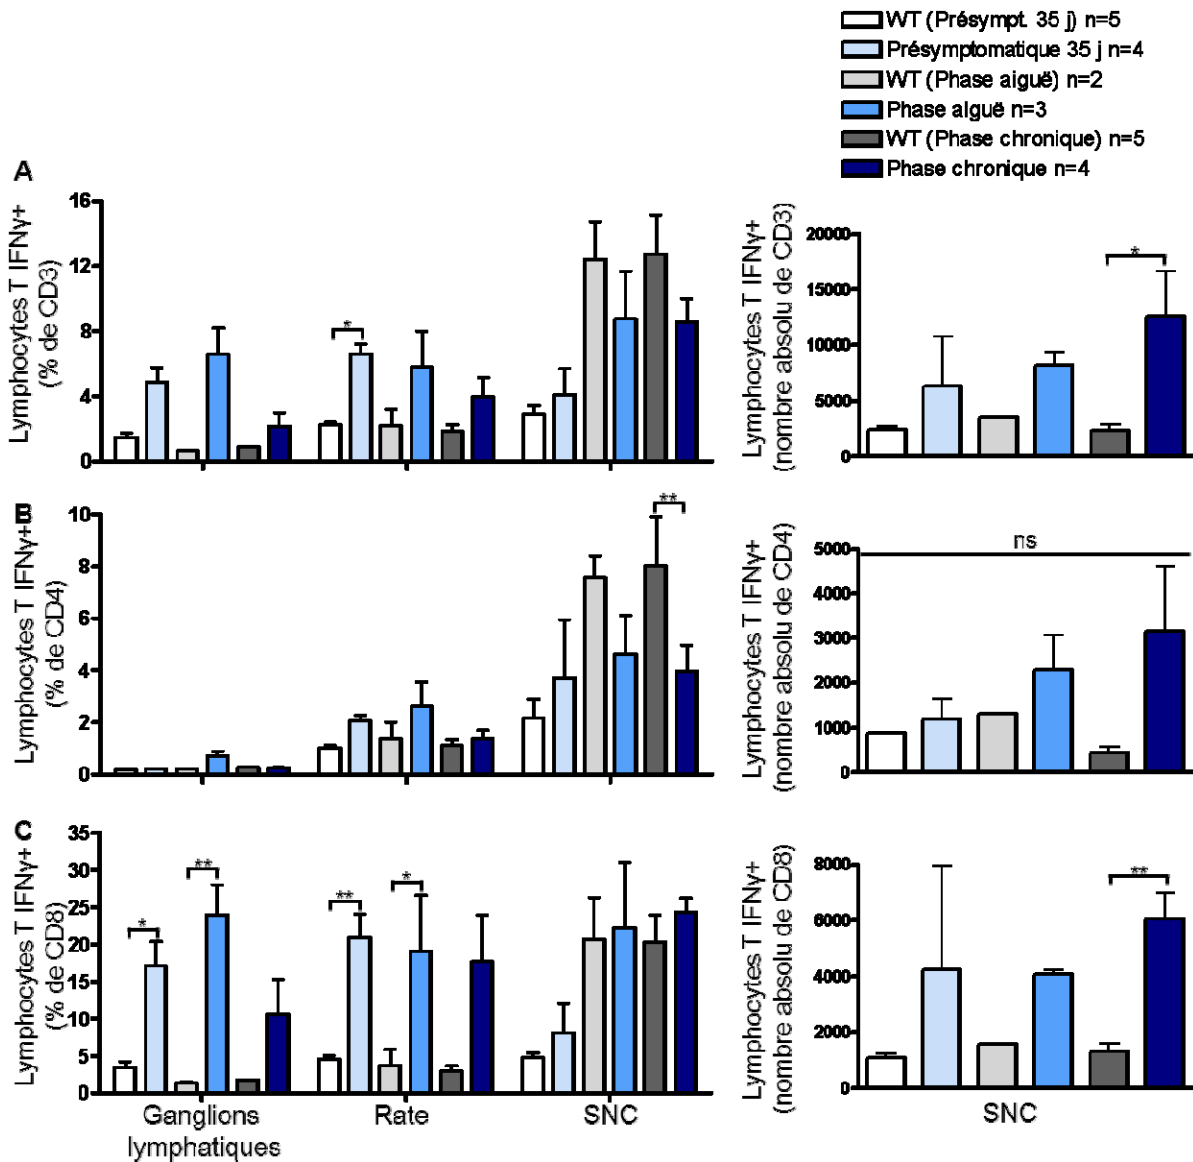 WT (Présympt. 35 j) n=5
Présymptomatique 35 j n=4
WT (Phase aiguë) n=2
Phase aiguë n=3
WT (Phase chronique) n=5
Phase chronique n=4
A
Lymphocytes T IFNγ+
(% de CD3)
16
12
8
4
0
*
Lymphocytes T IFNγ+
(nombre absolu de CD3)
20000
15000
10000
5000
0
*
B
Lymphocytes T IFNγ+
(% de CD4)
10
8
6
4
2
0
**
Lymphocytes T IFNγ+
(nombre absolu de CD4)
5000
4000
3000
2000
1000
0
ns
C
Lymphocytes T IFNγ+
(% de CD8)
35
30
25
20
15
10
5
0
*
**
**
*
Ganglions
lymphatiques
Rate
SNC
Lymphocytes T IFNγ+
(nombre absolu de CD8)
8000
6000
4000
2000
0
**
SNC